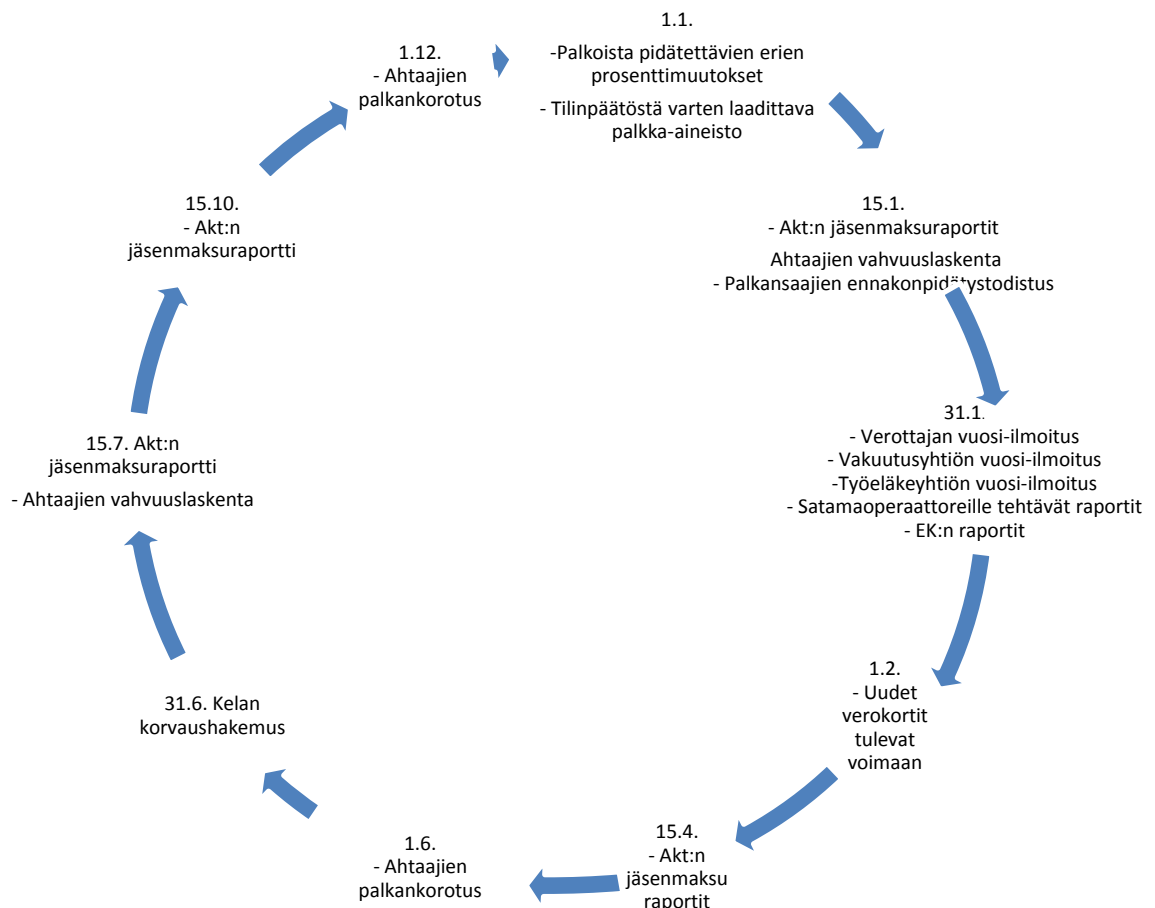 1.1.
-Palkoista pidätettävien erien
prosenttimuutokset
- Tilinpäätöstä varten laadittava
palkka-aineisto
15.1.
- Akt:n jäsenmaksuraportit
Ahtaajien vahvuuslaskenta
- Palkansaajien ennakonpidätystodistus
31.1.
- Verottajan vuosi-ilmoitus
- Vakuutusyhtiön vuosi-ilmoitus
-Työeläkeyhtiön vuosi-ilmoitus
- Satamaoperaattoreille tehtävät raportit
- EK:n raportit
1.2.
- Uudet
verokortit
tulevat
voimaan
15.4.
- Akt:n
jäsenmaksu
raportit
1.6.
- Ahtaajien
palkankorotus
31.6. Kelan
korvaushakemus
15.7. Akt:n
jäsenmaksuraportti
- Ahtaajien vahvuuslaskenta
15.10.
- Akt:n
jäsenmaksuraportti
1.12.
- Ahtaajien
palkankorotus